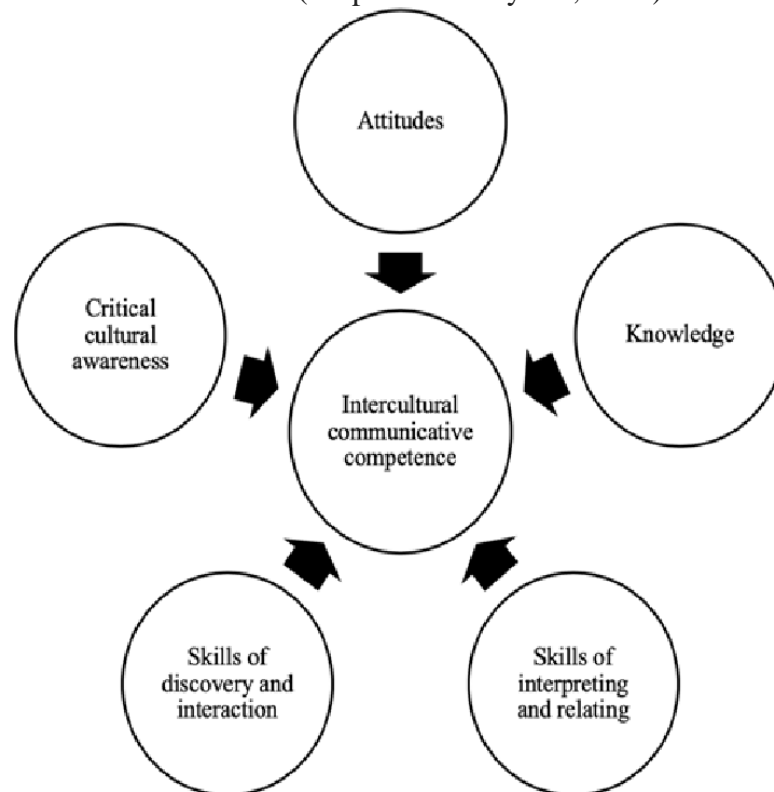 Attitudes
Critical
cultural
awareness
Knowledge
Intercultural
communicative
competence
Skills of
discovery and
interaction
Skills of
interpreting
and relating